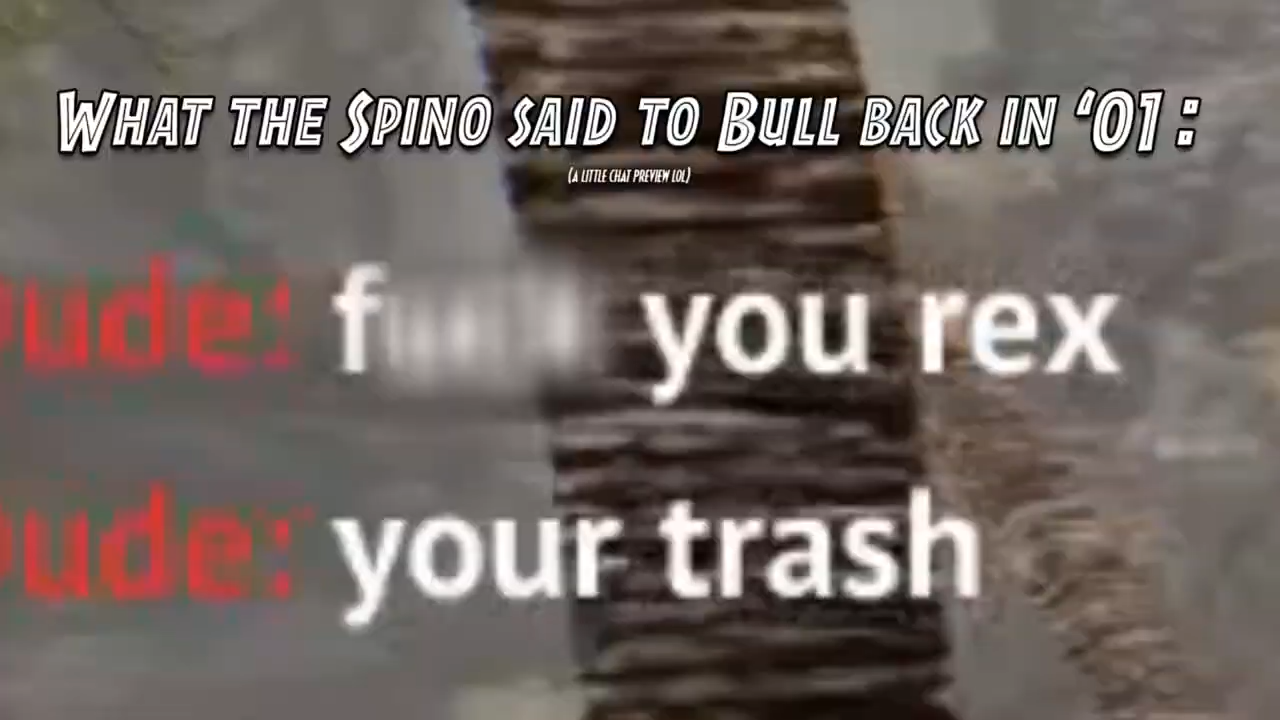 What the Spino said to Bull back in ‘01 :
(a little chat preview lol)
ude: f you rex
ude: your trash